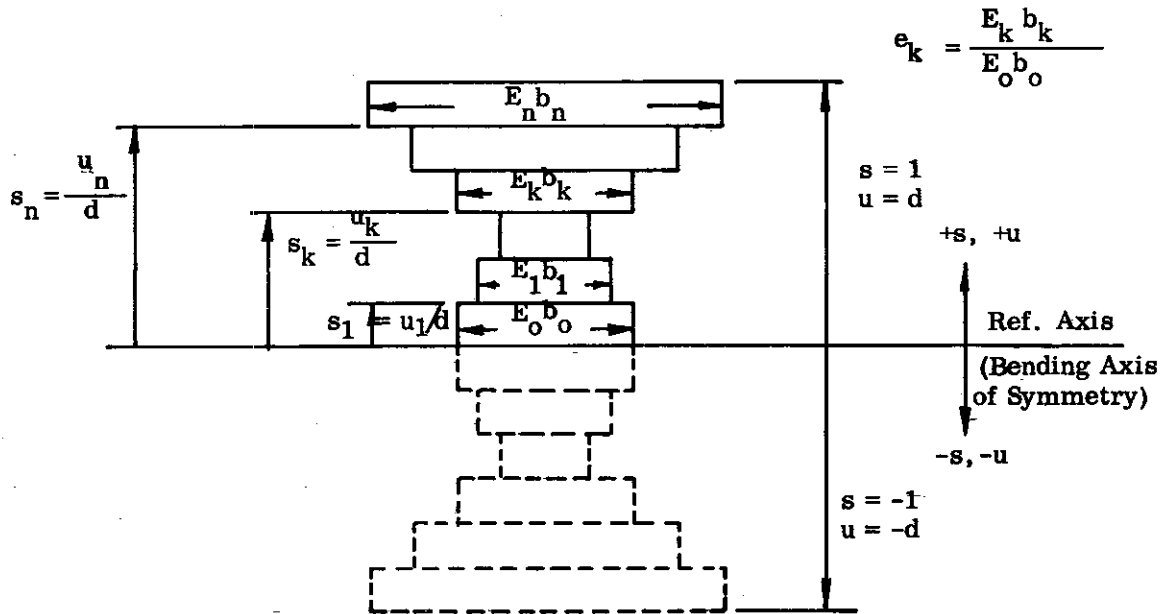 e_k = E_k b_k / E_o b_o
E_n b_n
s_n = u_n / d
E_k b_k
s = 1
u = d
s_k = u_k / d
+s, +u
E_1 b_1
s_1 = u_1/d
E_o b_o
Ref. Axis
(Bending Axis
of Symmetry)
-s, -u
s = -1
u = -d